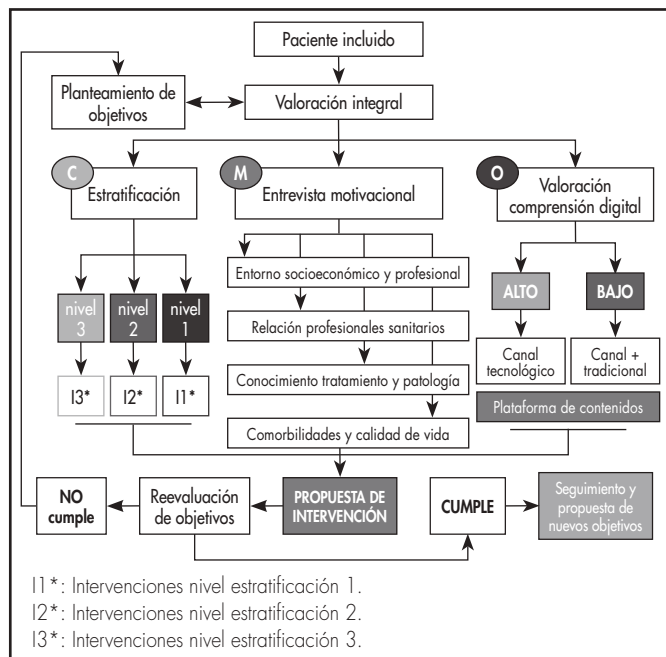 Paciente incluido
Planteamiento de
objetivos
Valoración integral
C
Estratificación
M
Entrevista motivacional
O
Valoración
comprensión digital
nivel
3
nivel
2
nivel
1
I3*
I2*
I1*
Entorno socioeconómico y profesional
Relación profesionales sanitarios
Conocimiento tratamiento y patología
Comorbilidades y calidad de vida
ALTO
BAJO
Canal
tecnológico
Canal +
tradicional
Plataforma de contenidos
NO
cumple
Reevaluación
de objetivos
PROPUESTA DE
INTERVENCIÓN
CUMPLE
Seguimiento y
propuesta de
nuevos objetivos
I1*: Intervenciones nivel estratificación 1.
I2*: Intervenciones nivel estratificación 2.
I3*: Intervenciones nivel estratificación 3.